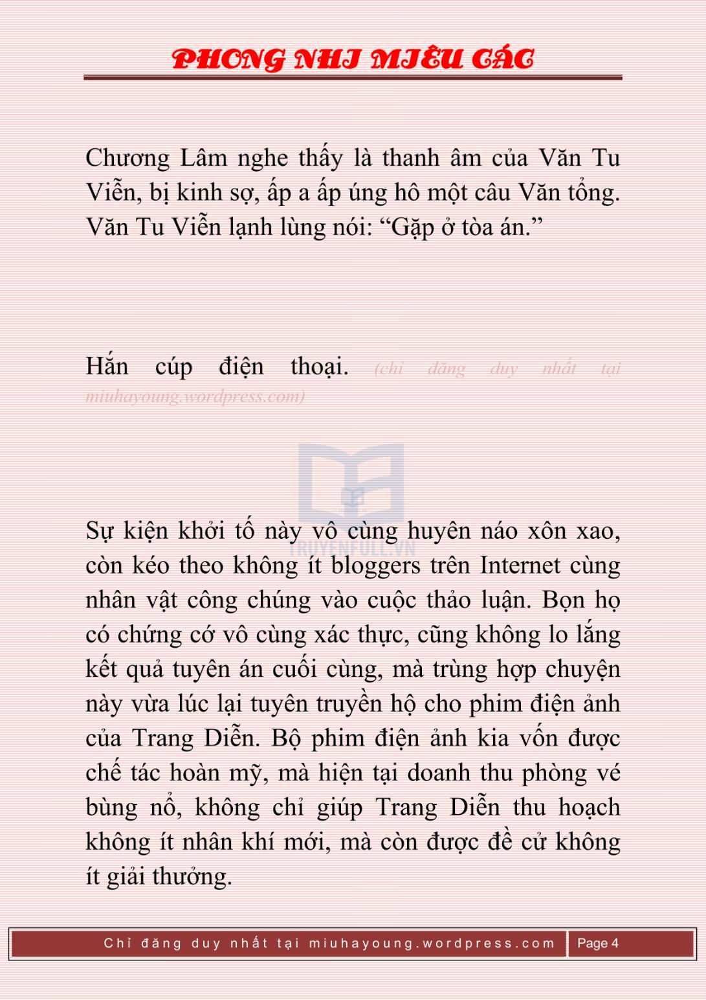 PHONG NHI MIÊU CÁC
Chương Lâm nghe thấy là thanh âm của Văn Tu
Viễn, bị kinh sợ, ấp a ấp úng hô một câu Văn tổng.
Văn Tu Viễn lạnh lùng nói: “Gặp ở tòa án.”
Hắn cúp điện thoại. (chỉ đăng duy nhất tại
miuhayoung.wordpress.com)
TRUYENFULL.VN
Sự kiện khởi tố này vô cùng huyên náo xôn xao,
còn kéo theo không ít bloggers trên Internet cùng
nhân vật công chúng vào cuộc thảo luận. Bọn họ
có chứng cớ vô cùng xác thực, cũng không lo lắng
kết quả tuyên án cuối cùng, mà trùng hợp chuyện
này vừa lúc lại tuyên truyền hộ cho phim điện ảnh
của Trang Diễn. Bộ phim điện ảnh kia vốn được
chế tác hoàn mỹ, mà hiện tại doanh thu phòng vé
bùng nổ, không chỉ giúp Trang Diễn thu hoạch
không ít nhân khí mới, mà còn được đề cử không
ít giải thưởng.
Chỉ đăng duy nhất tại miuhayoung.wordpress.com Page 4